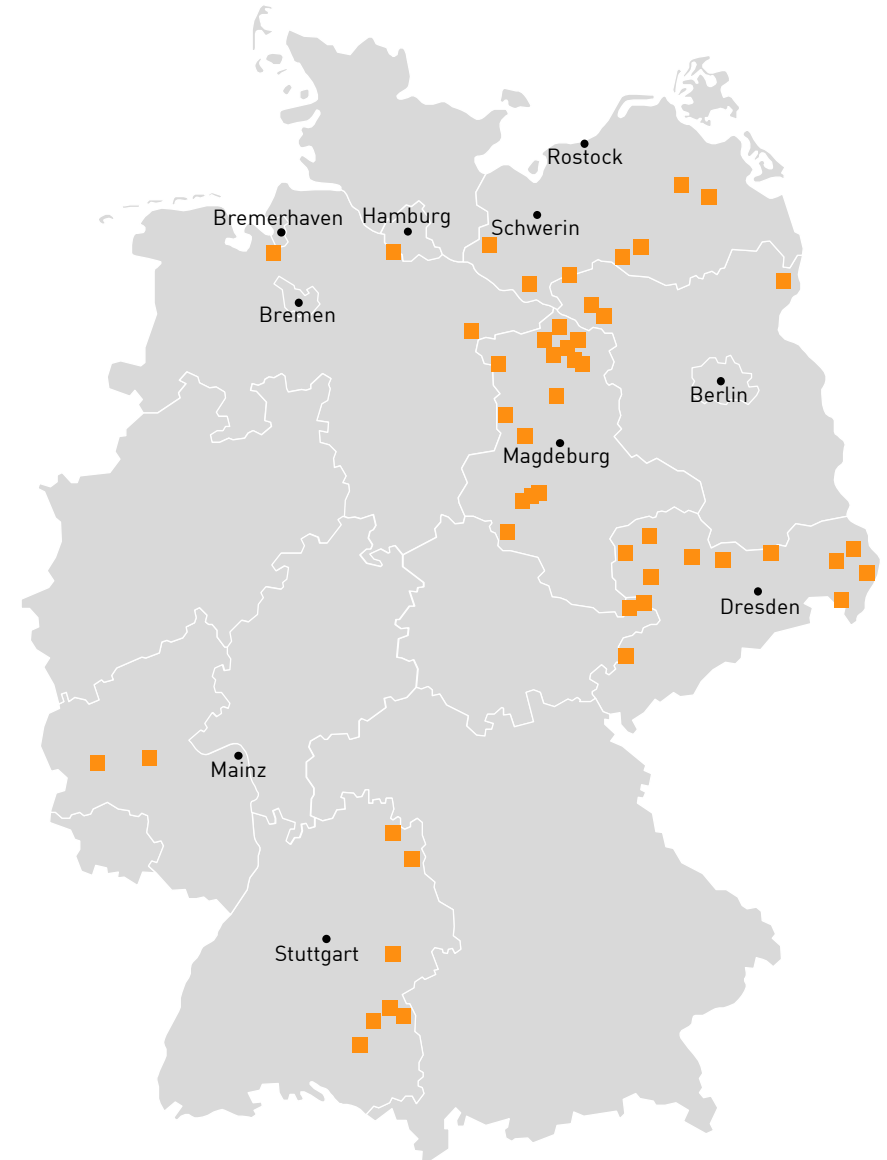 Rostock
Bremerhaven
Hamburg
Schwerin
Bremen
Berlin
Magdeburg
Dresden
Mainz
Stuttgart